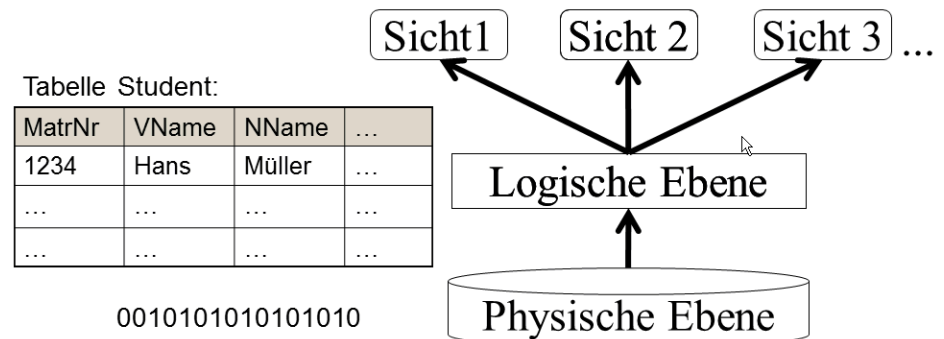 Sicht1 Sicht 2 Sicht 3 ...
Tabelle Student:
MatrNr VName NName ...
1234 Hans Müller ...
... ... ... ...
... ... ... ...
Logische Ebene
0010101010101010
Physische Ebene